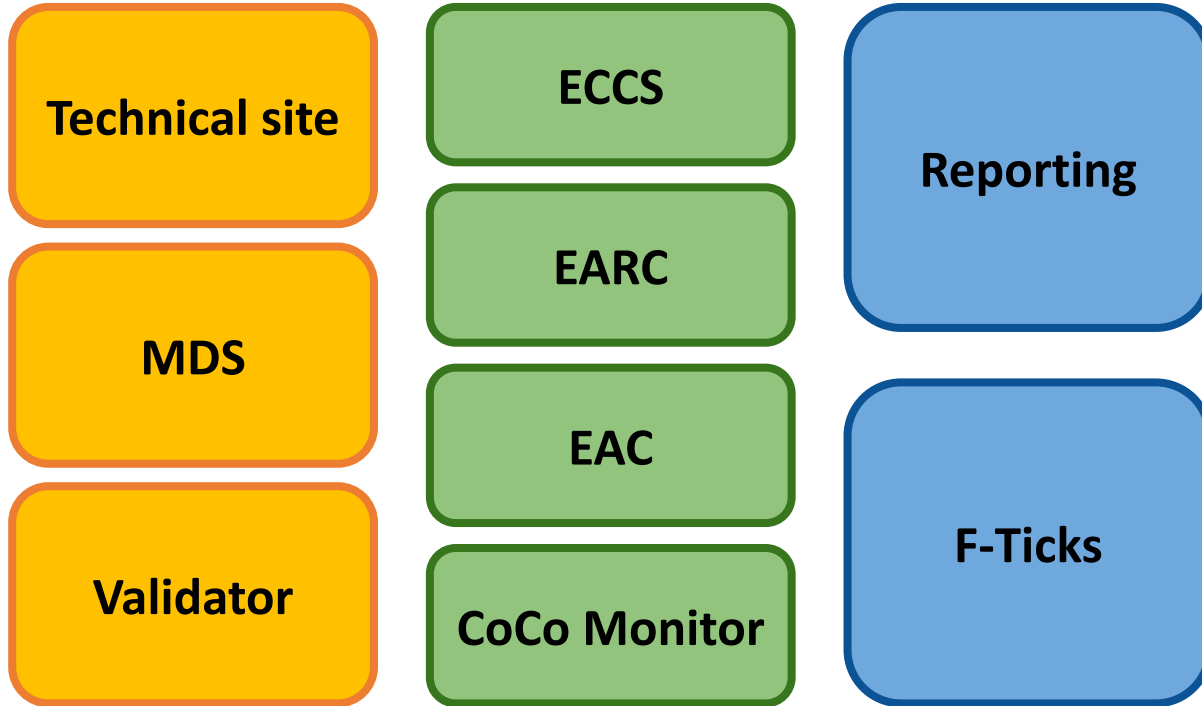 Technical site
MDS
Validator
ECCS
EARC
EAC
CoCo Monitor
Reporting
F-Ticks